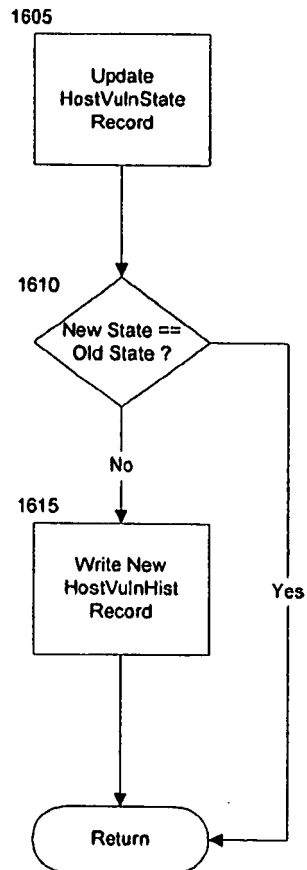 1605
Update
HostVulnState
Record
1610
New State ==
Old State ?
No
1615
Write New
HostVulnHist
Record
Yes
Return